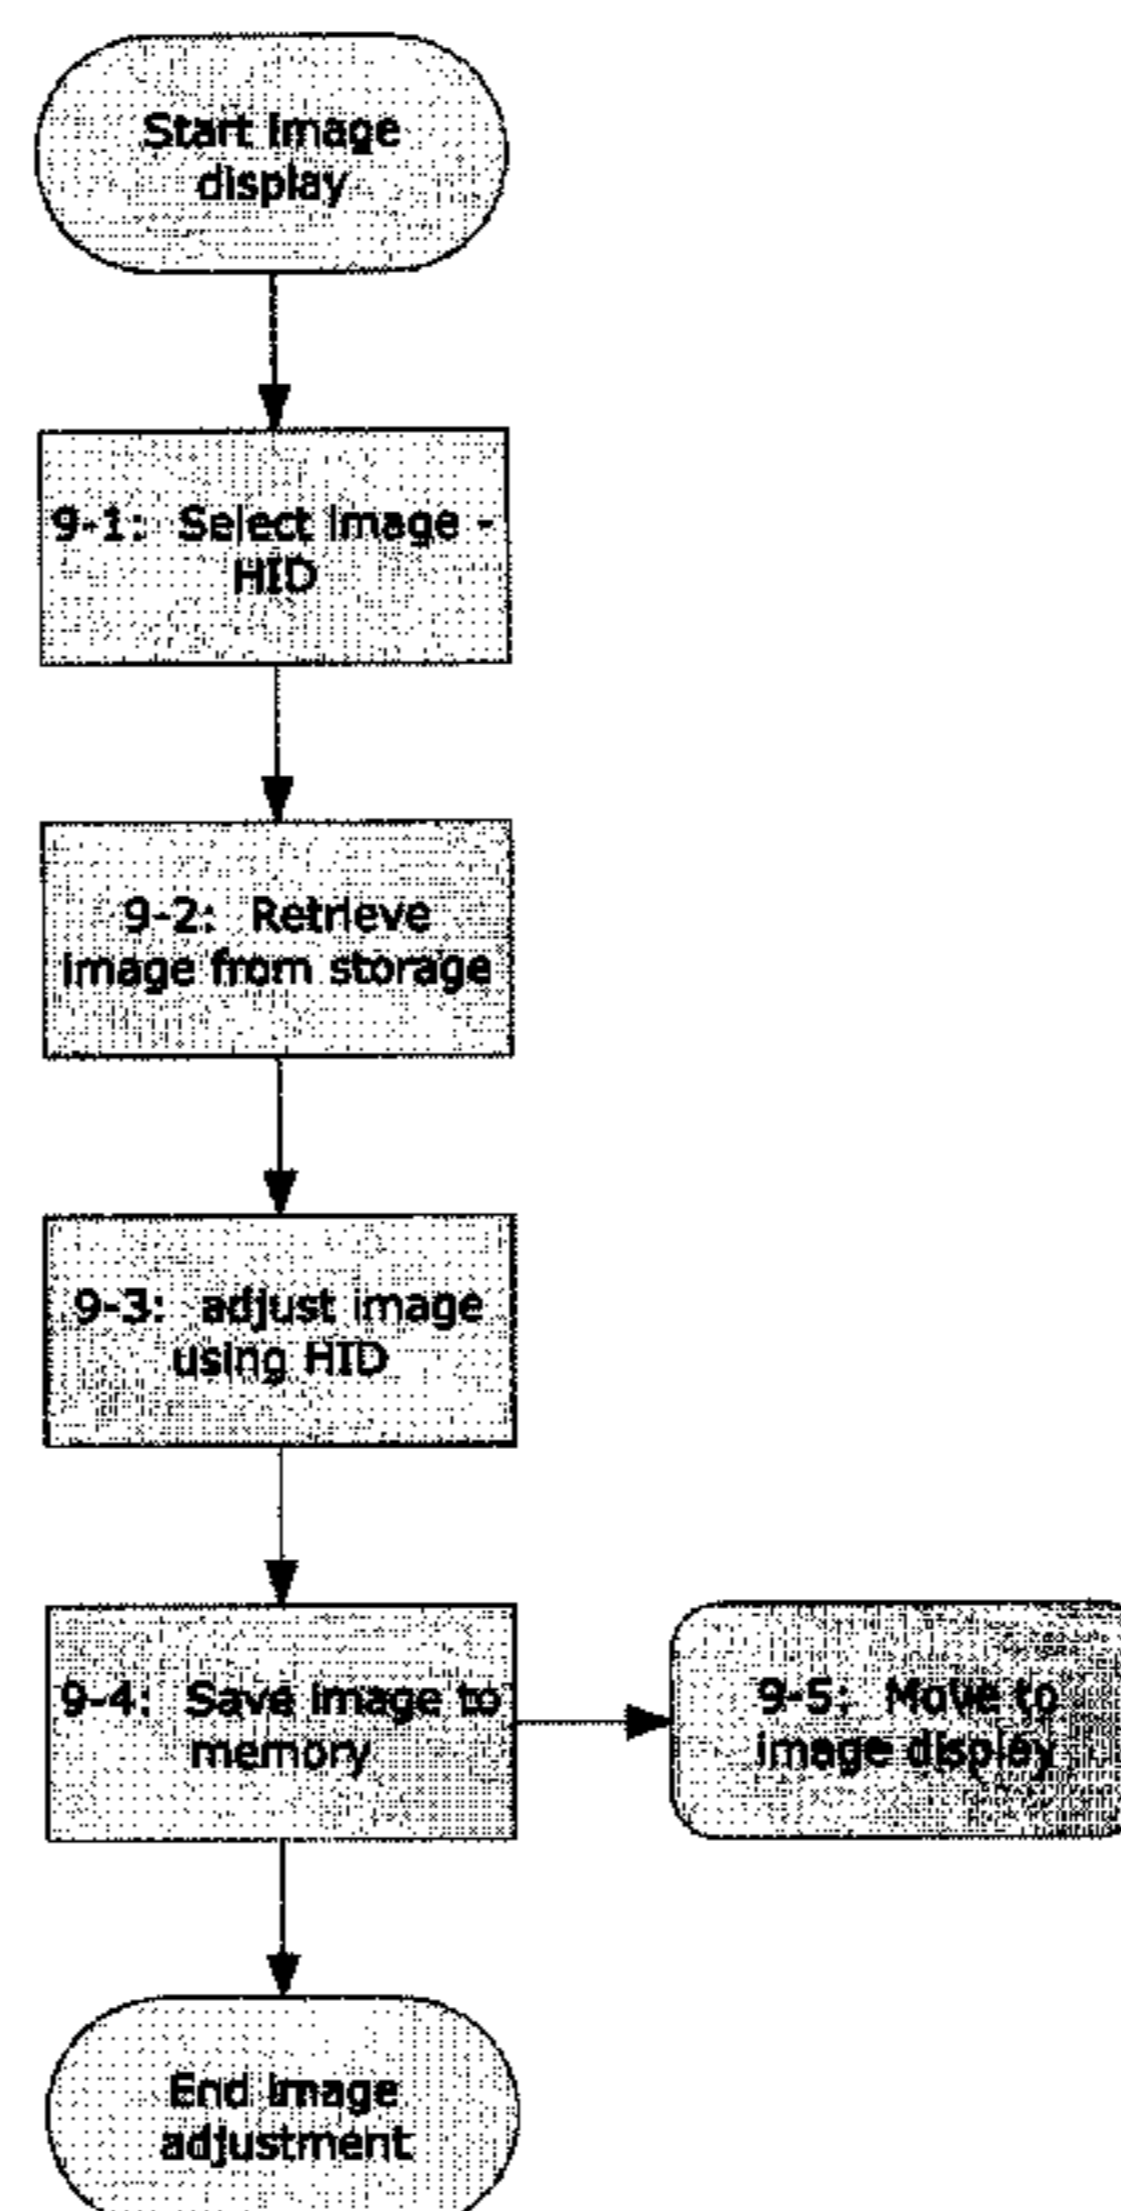 Start image
display
9-1: Select image -
HID
9-2: Retrieve
image from storage
9-3: adjust image
using HID
9-4: Save image to
memory
9-5: Move to
image display
End image
adjustment